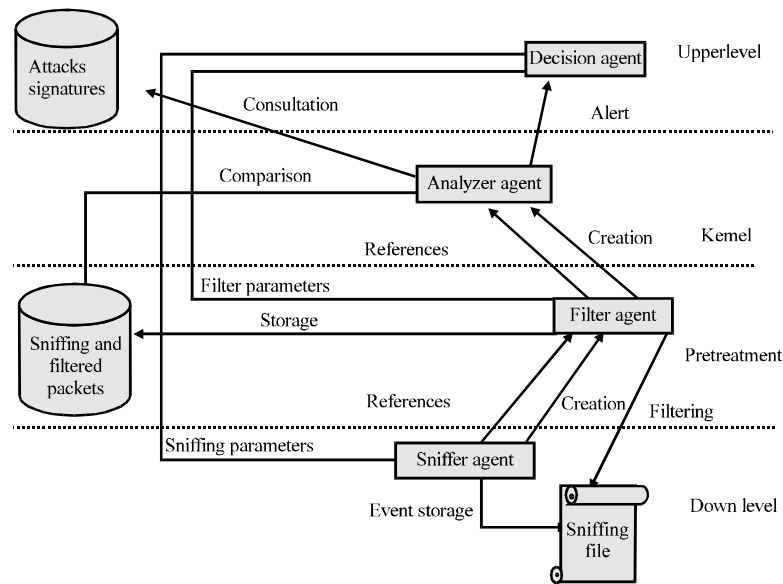 Attacks
signatures
Decision agent
Upperlevel
Consultation
Alert
Comparison
Analyzer agent
References
Creation
Kernel
Filter parameters
Storage
Filter agent
Sniffing and
filtered
packets
Pretreatment
References
Creation
Filtering
Sniffing parameters
Sniffer agent
Event storage
Sniffing
file
Down level